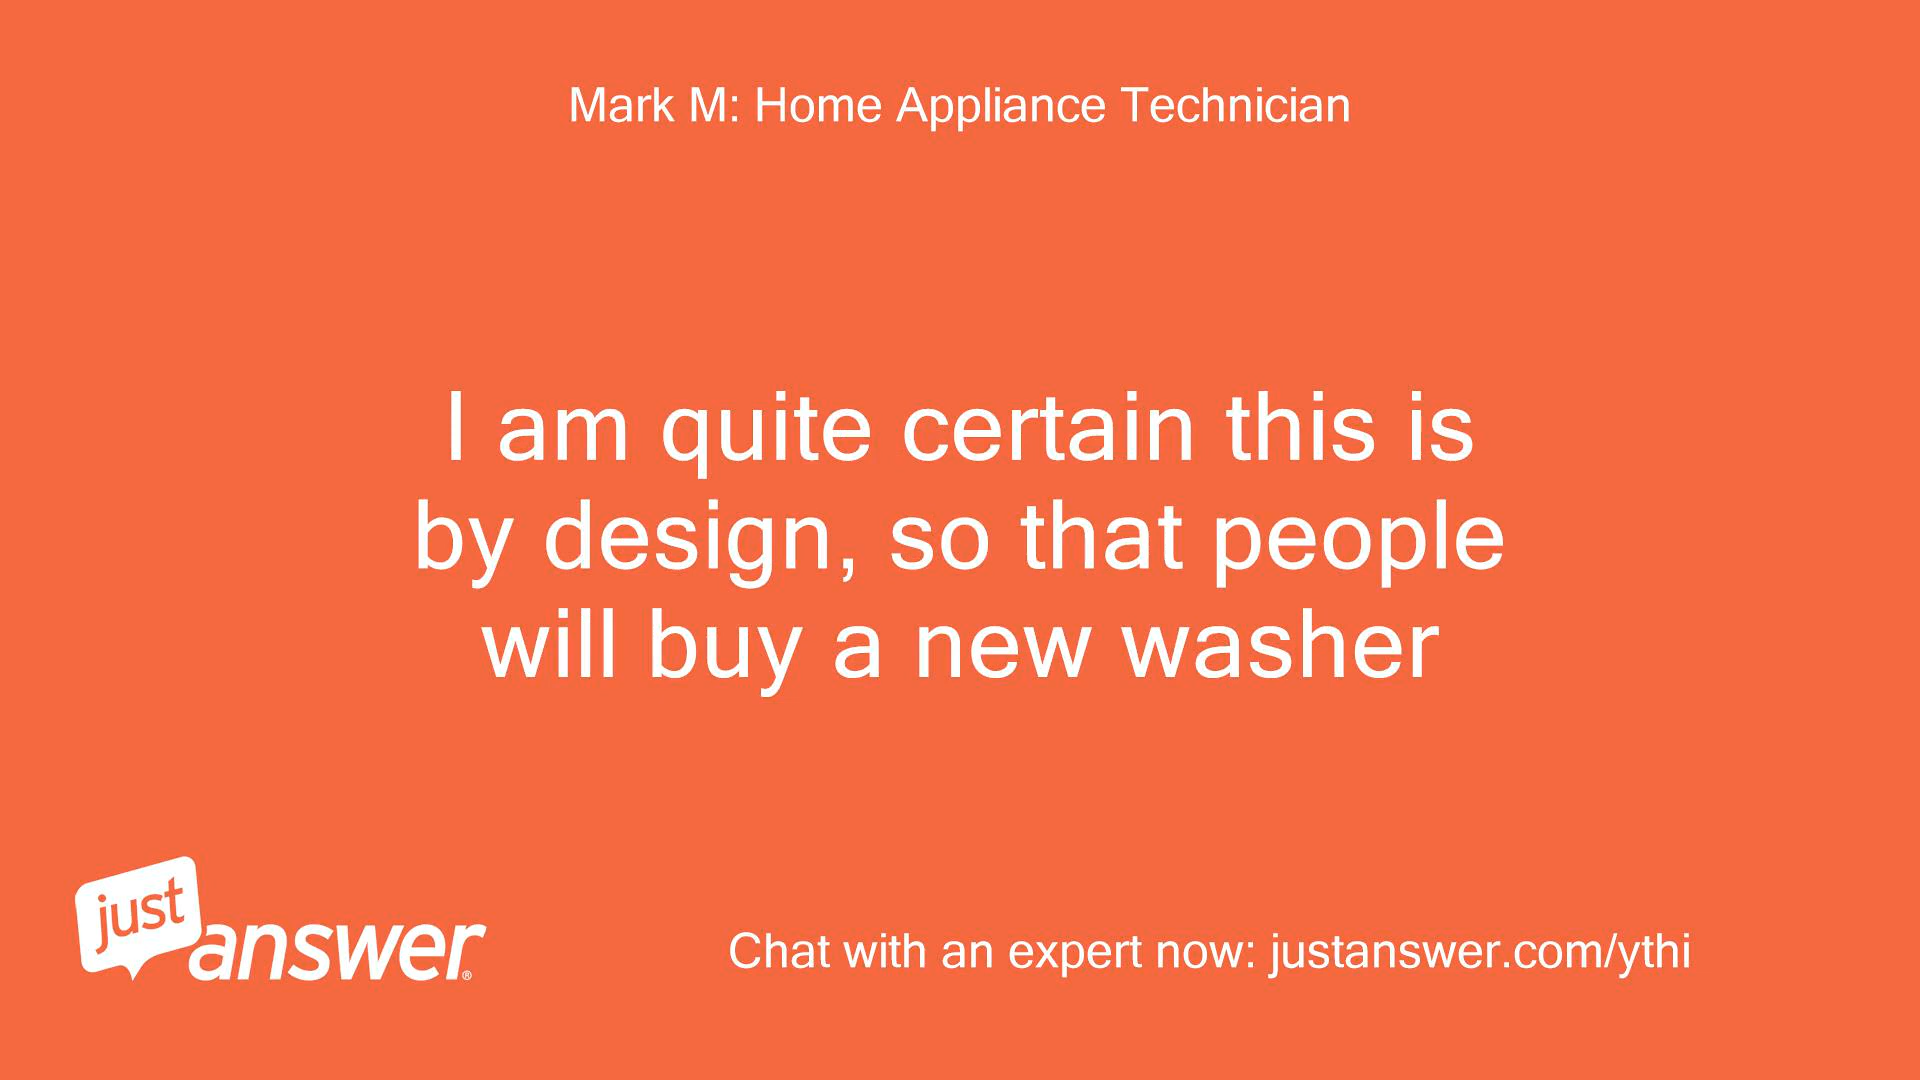 Mark M: Home Appliance Technician
I am quite certain this is
by design, so that people
will buy a new washer
just
answer®
Chat with an expert now: justanswer.com/ythi